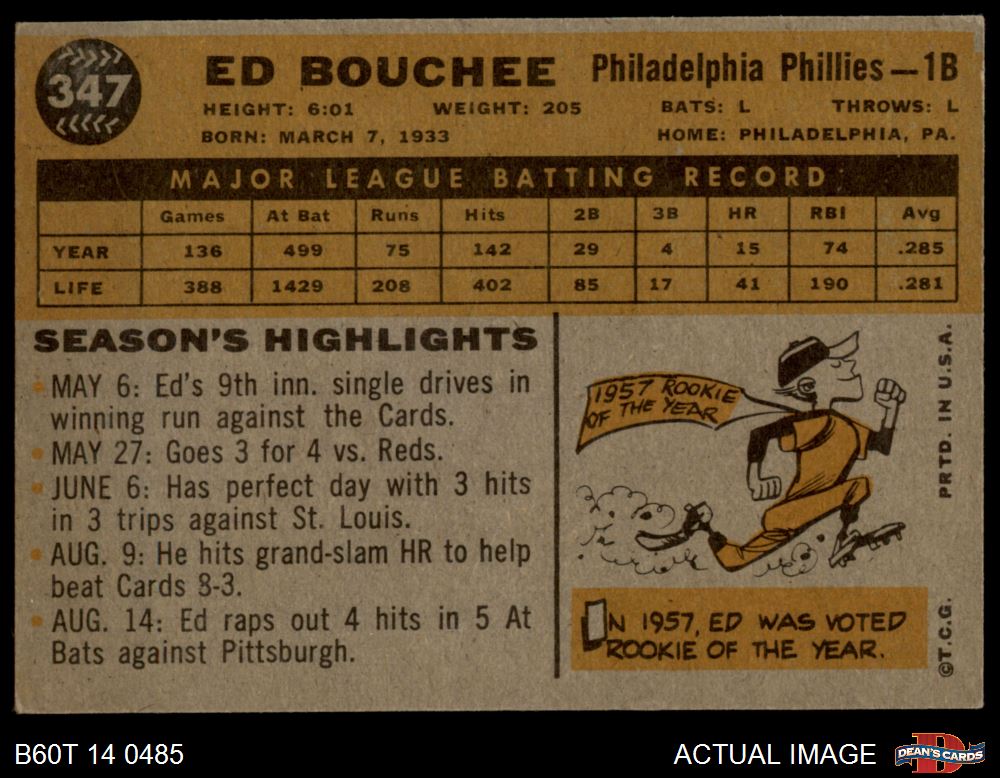 347
ED BOUCHEE Philadelphia Phillies—1B
HEIGHT: 6:01 WEIGHT: 205 BATS: L THROWS: L
BORN: MARCH 7, 1933 HOME: PHILADELPHIA, PA.
MAJOR LEAGUE BATTING RECORD
Games At Bat Runs Hits 2B 3B HR RBI Avg
YEAR 136 499 75 142 29 4 15 74 .285
LIFE 388 1429 208 402 85 17 41 190 .281
SEASON'S HIGHLIGHTS
MAY 6: Ed's 9th inn. single drives in
winning run against the Cards.
MAY 27: Goes 3 for 4 vs. Reds.
JUNE 6: Has perfect day with 3 hits
in 3 trips against St. Louis.
AUG. 9: He hits grand-slam HR to help
beat Cards 8-3.
AUG. 14: Ed raps out 4 hits in 5 At
Bats against Pittsburgh.
1957 ROOKIE
OF THE YEAR
IN 1957, ED WAS VOTED
ROOKIE OF THE YEAR.
©T.C.G. PRTD. IN U.S.A.
B60T 14 0485 ACTUAL IMAGE
DEAN'S CARDS